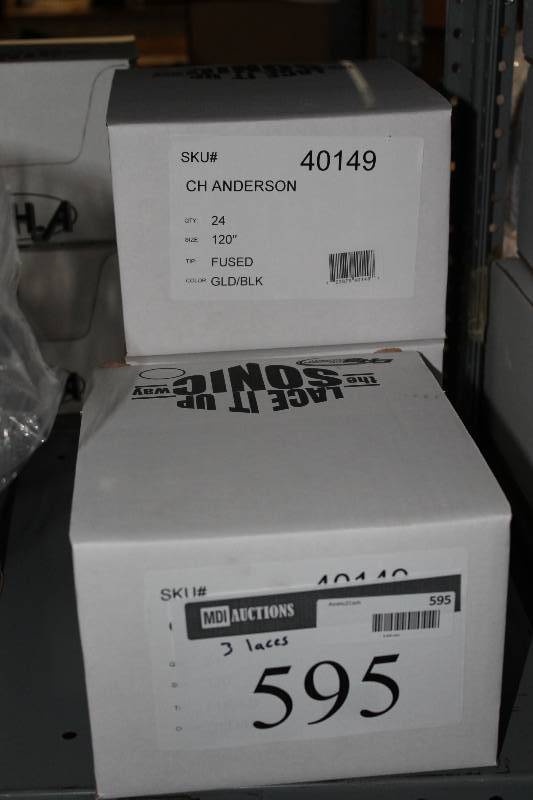 SKU# 40149
CH ANDERSON
QTY: 24
SIZE: 120"
TIP: FUSED
COLOR: GLD/BLK
LACE IT UP
the SONIC way
SKU#
MDI AUCTIONS
595
3 laces
595